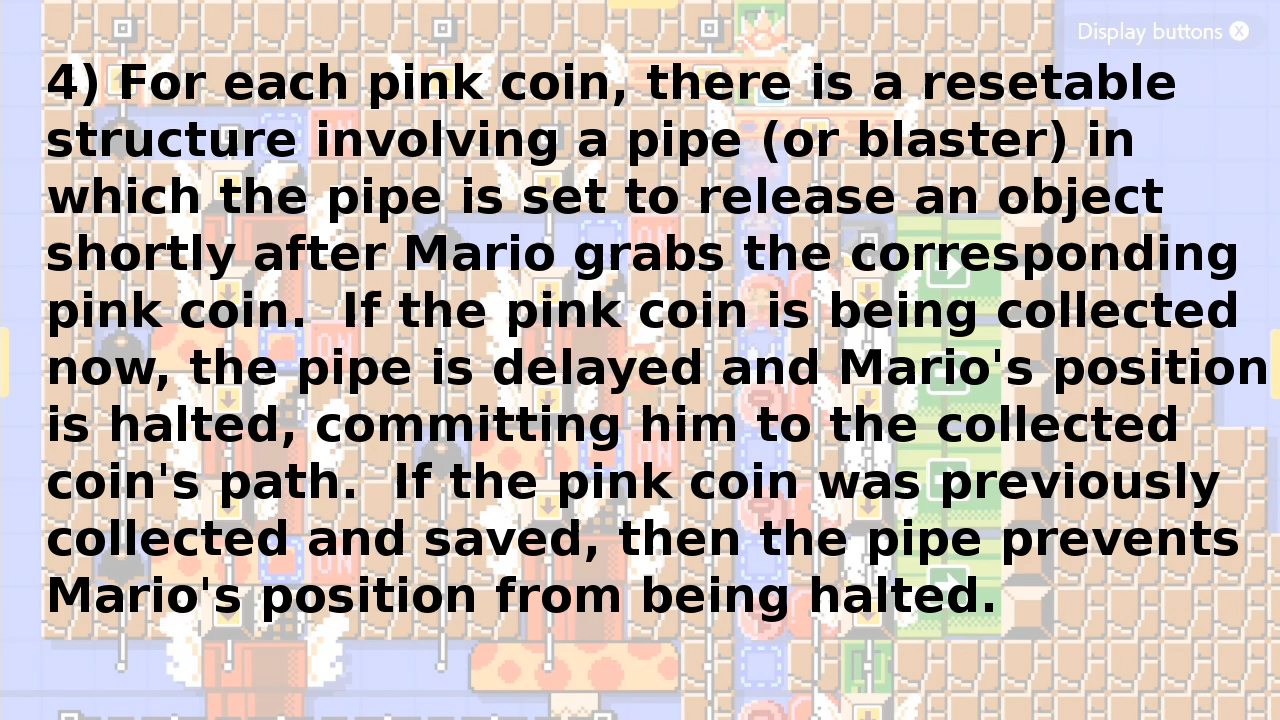 Display buttons X
4) For each pink coin, there is a resetable
structure involving a pipe (or blaster) in
which the pipe is set to release an object
shortly after Mario grabs the corresponding
pink coin.  If the pink coin is being collected
now, the pipe is delayed and Mario's position
is halted, committing him to the collected
coin's path.  If the pink coin was previously
collected and saved, then the pipe prevents
Mario's position from being halted.